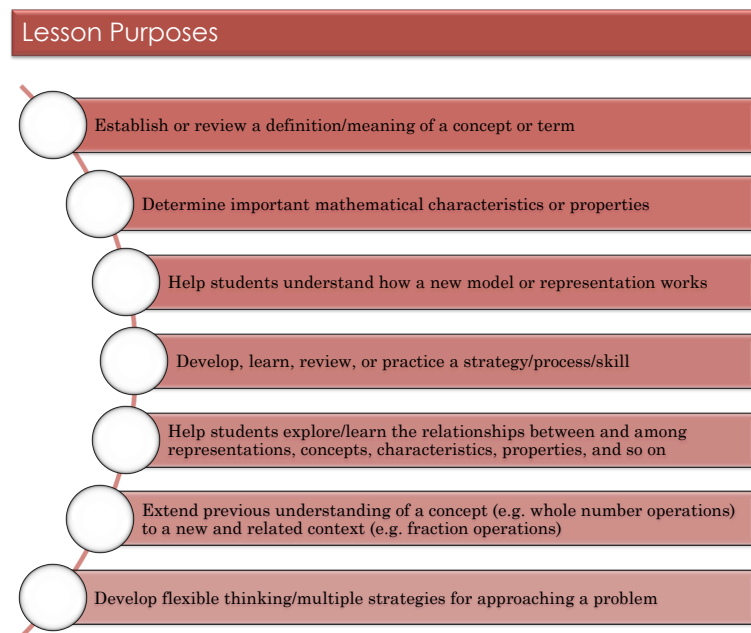 Lesson Purposes
Establish or review a definition/meaning of a concept or term
Determine important mathematical characteristics or properties
Help students understand how a new model or representation works
Develop, learn, review, or practice a strategy/process/skill
Help students explore/learn the relationships between and among
representations, concepts, characteristics, properties, and so on
Extend previous understanding of a concept (e.g. whole number operations)
to a new and related context (e.g. fraction operations)
Develop flexible thinking/multiple strategies for approaching a problem